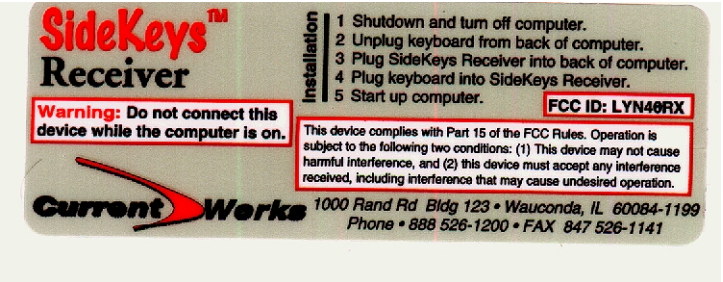 SideKeys™
Receiver
Warning: Do not connect this
device while the computer is on.
Installation
1 Shutdown and turn off computer.
2 Unplug keyboard from back of computer.
3 Plug SideKeys Receiver into back of computer.
4 Plug keyboard into SideKeys Receiver.
5 Start up computer.
FCC ID: LYN46RX
This device complies with Part 15 of the FCC Rules. Operation is
subject to the following two conditions: (1) This device may not cause
harmful interference, and (2) this device must accept any interference
received, including interference that may cause undesired operation.
Current Works
1000 Rand Rd Bldg 123 • Wauconda, IL 60084-1199
Phone • 888 526-1200 • FAX 847 526-1141